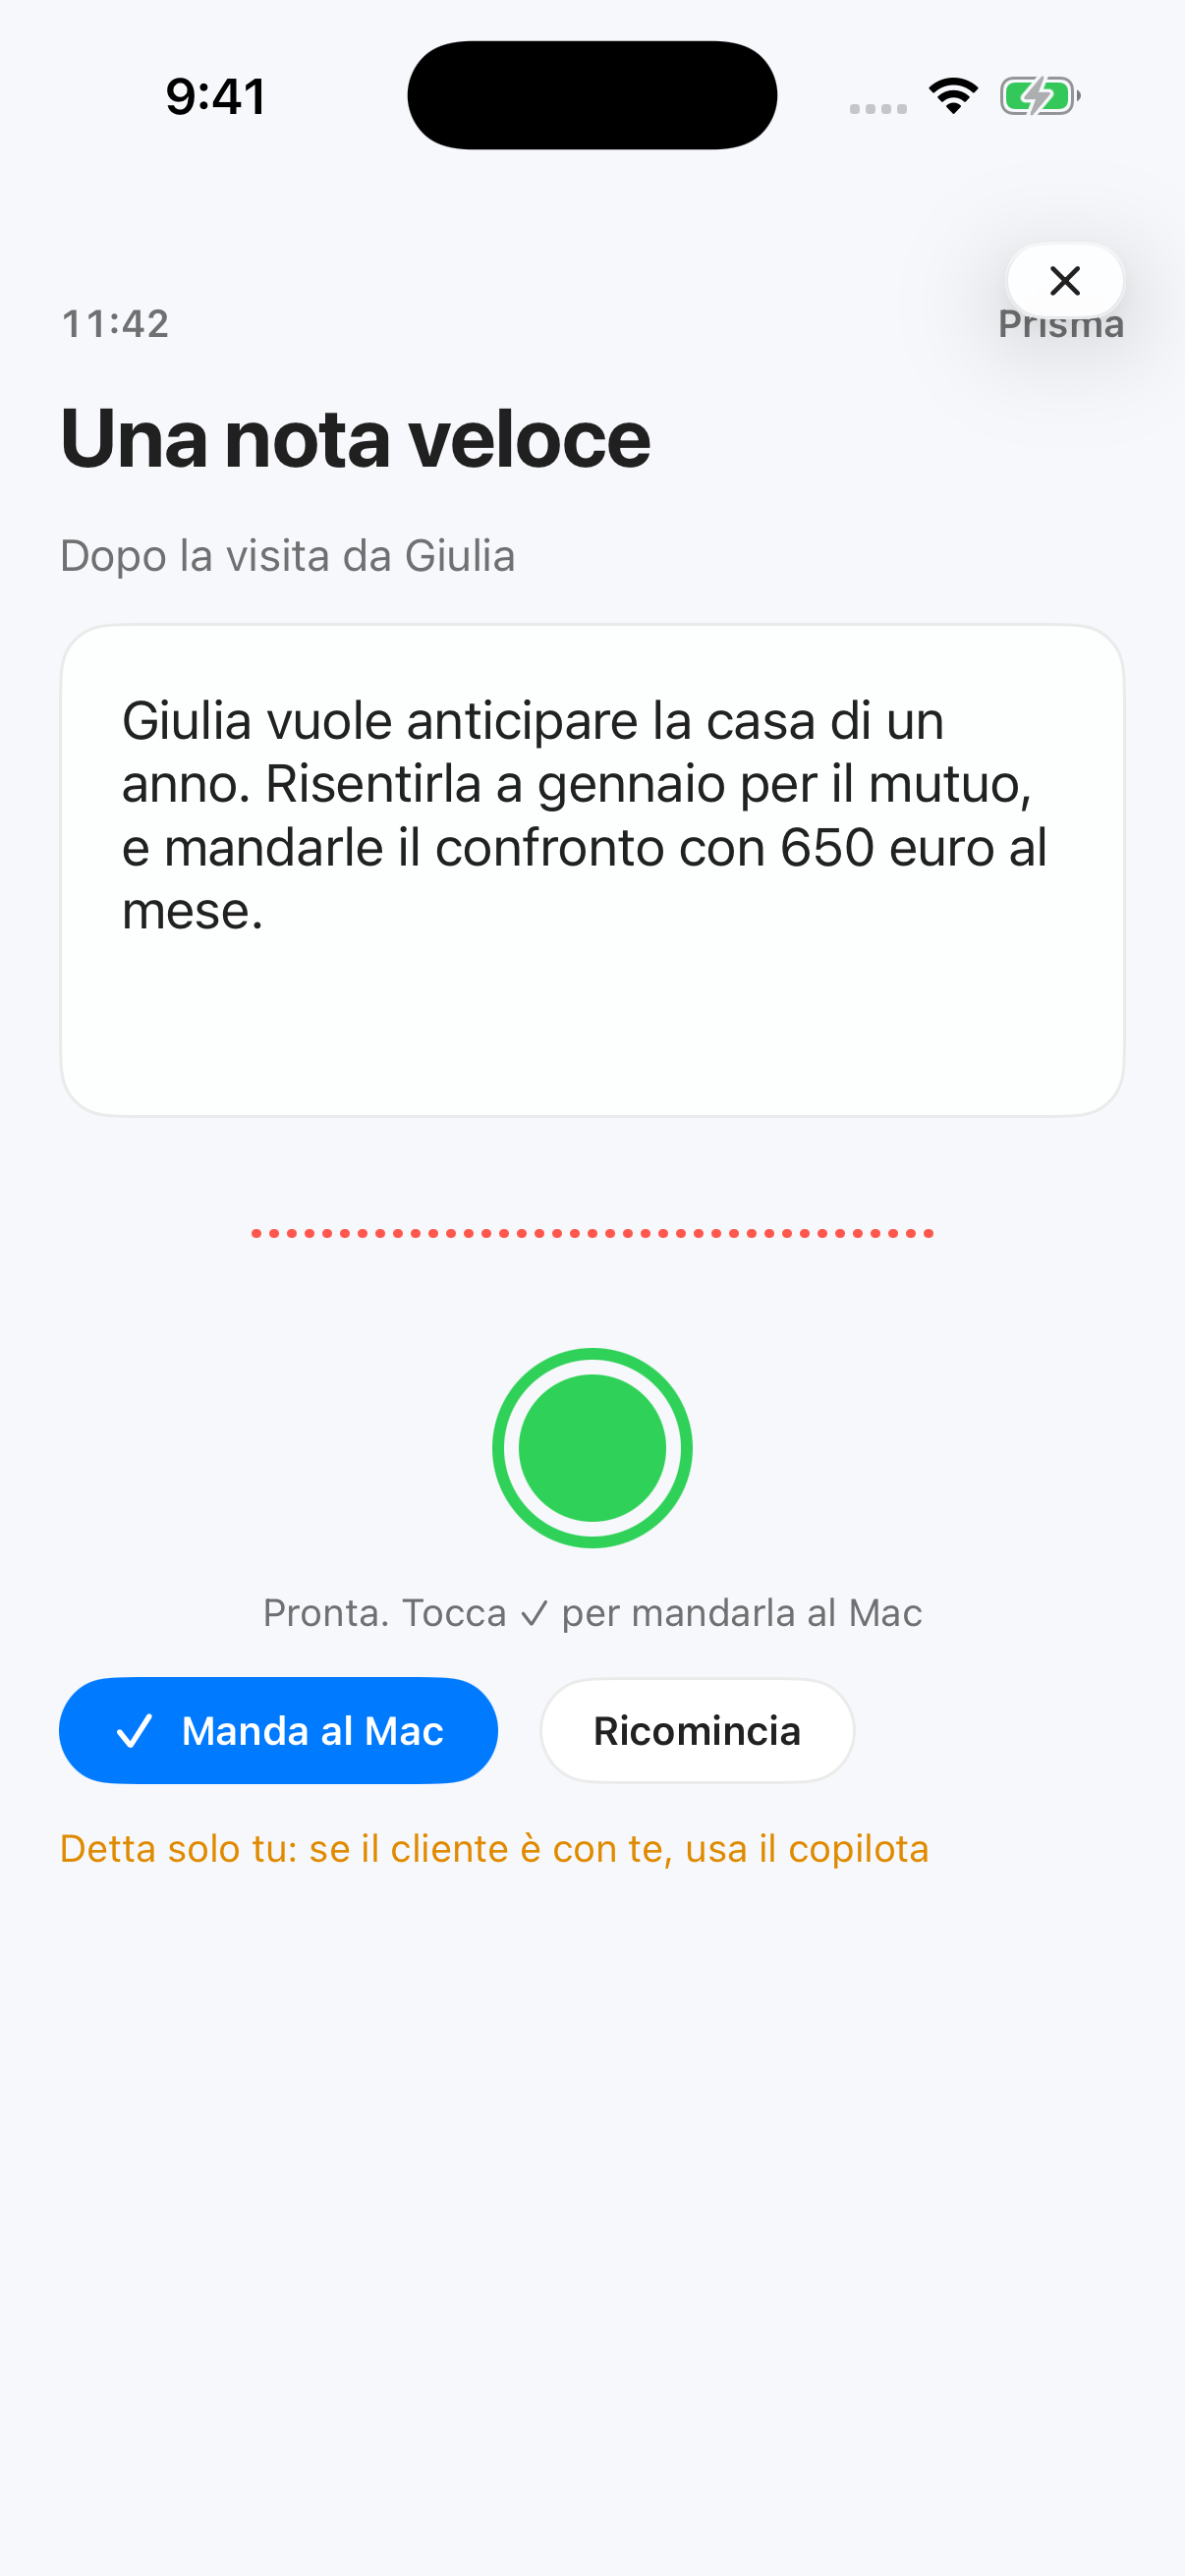 9:41
11:42
Prisma
Una nota veloce
Dopo la visita da Giulia
Giulia vuole anticipare la casa di un
anno. Risentirla a gennaio per il mutuo,
e mandarle il confronto con 650 euro al
mese.
Pronta. Tocca ✓ per mandarla al Mac
✓ Manda al Mac
Ricomincia
Detta solo tu: se il cliente è con te, usa il copilota